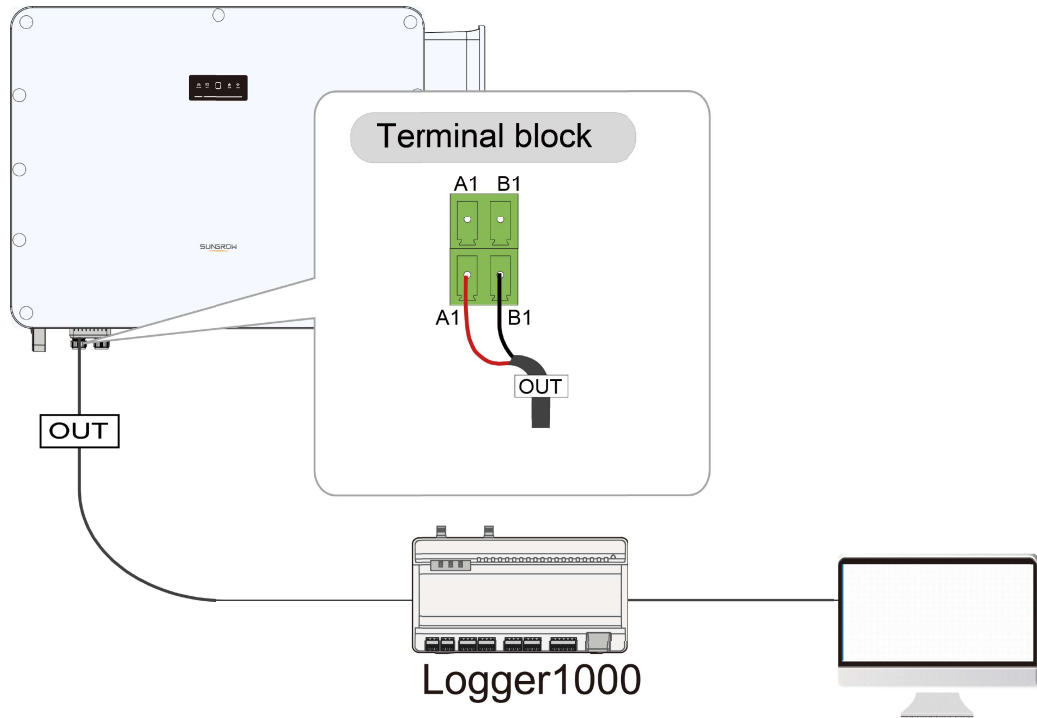 Terminal block
A1 B1
SUNGROW
A1 B1
OUT
OUT
Logger1000